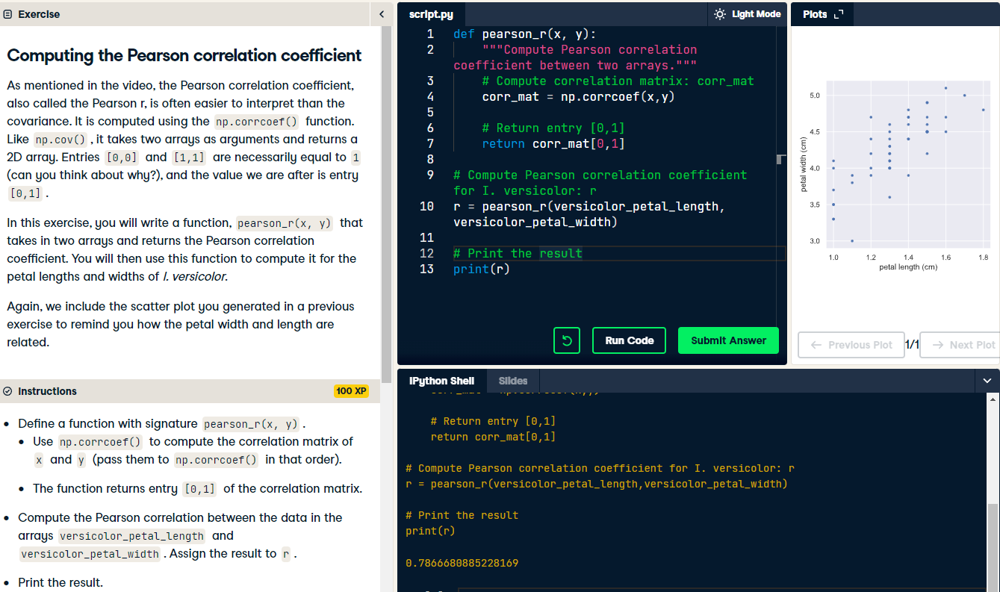 Exercise
Computing the Pearson correlation coefficient
As mentioned in the video, the Pearson correlation coefficient,
also called the Pearson r, is often easier to interpret than the
covariance. It is computed using the np.corrcoef() function.
Like np.cov() , it takes two arrays as arguments and returns a
2D array. Entries [0,0] and [1,1] are necessarily equal to 1
(can you think about why?), and the value we are after is entry
[0,1] .
In this exercise, you will write a function, pearson_r(x, y) that
takes in two arrays and returns the Pearson correlation
coefficient. You will then use this function to compute it for the
petal lengths and widths of I. versicolor.
Again, we include the scatter plot you generated in a previous
exercise to remind you how the petal width and length are
related.
Instructions
100 XP
• Define a function with signature pearson_r(x, y) .
• Use np.corrcoef() to compute the correlation matrix of
x and y (pass them to np.corrcoef() in that order).
• The function returns entry [0,1] of the correlation matrix.
• Compute the Pearson correlation between the data in the
arrays versicolor_petal_length and
versicolor_petal_width . Assign the result to r .
• Print the result.
script.py
Light Mode
1 def pearson_r(x, y):
2     """Compute Pearson correlation
coefficient between two arrays."""
3     # Compute correlation matrix: corr_mat
4     corr_mat = np.corrcoef(x,y)
5
6     # Return entry [0,1]
7     return corr_mat[0,1]
8
9 # Compute Pearson correlation coefficient
for I. versicolor: r
10 r = pearson_r(versicolor_petal_length,
versicolor_petal_width)
11
12 # Print the result
13 print(r)
Run Code
Submit Answer
Plots
5.0
4.5
4.0
3.5
3.0
petal width (cm)
1.0 1.2 1.4 1.6 1.8
petal length (cm)
← Previous Plot
1/1
→ Next Plot
IPython Shell
Slides
# Return entry [0,1]
return corr_mat[0,1]
# Compute Pearson correlation coefficient for I. versicolor: r
r = pearson_r(versicolor_petal_length,versicolor_petal_width)
# Print the result
print(r)
0.7866680885228169